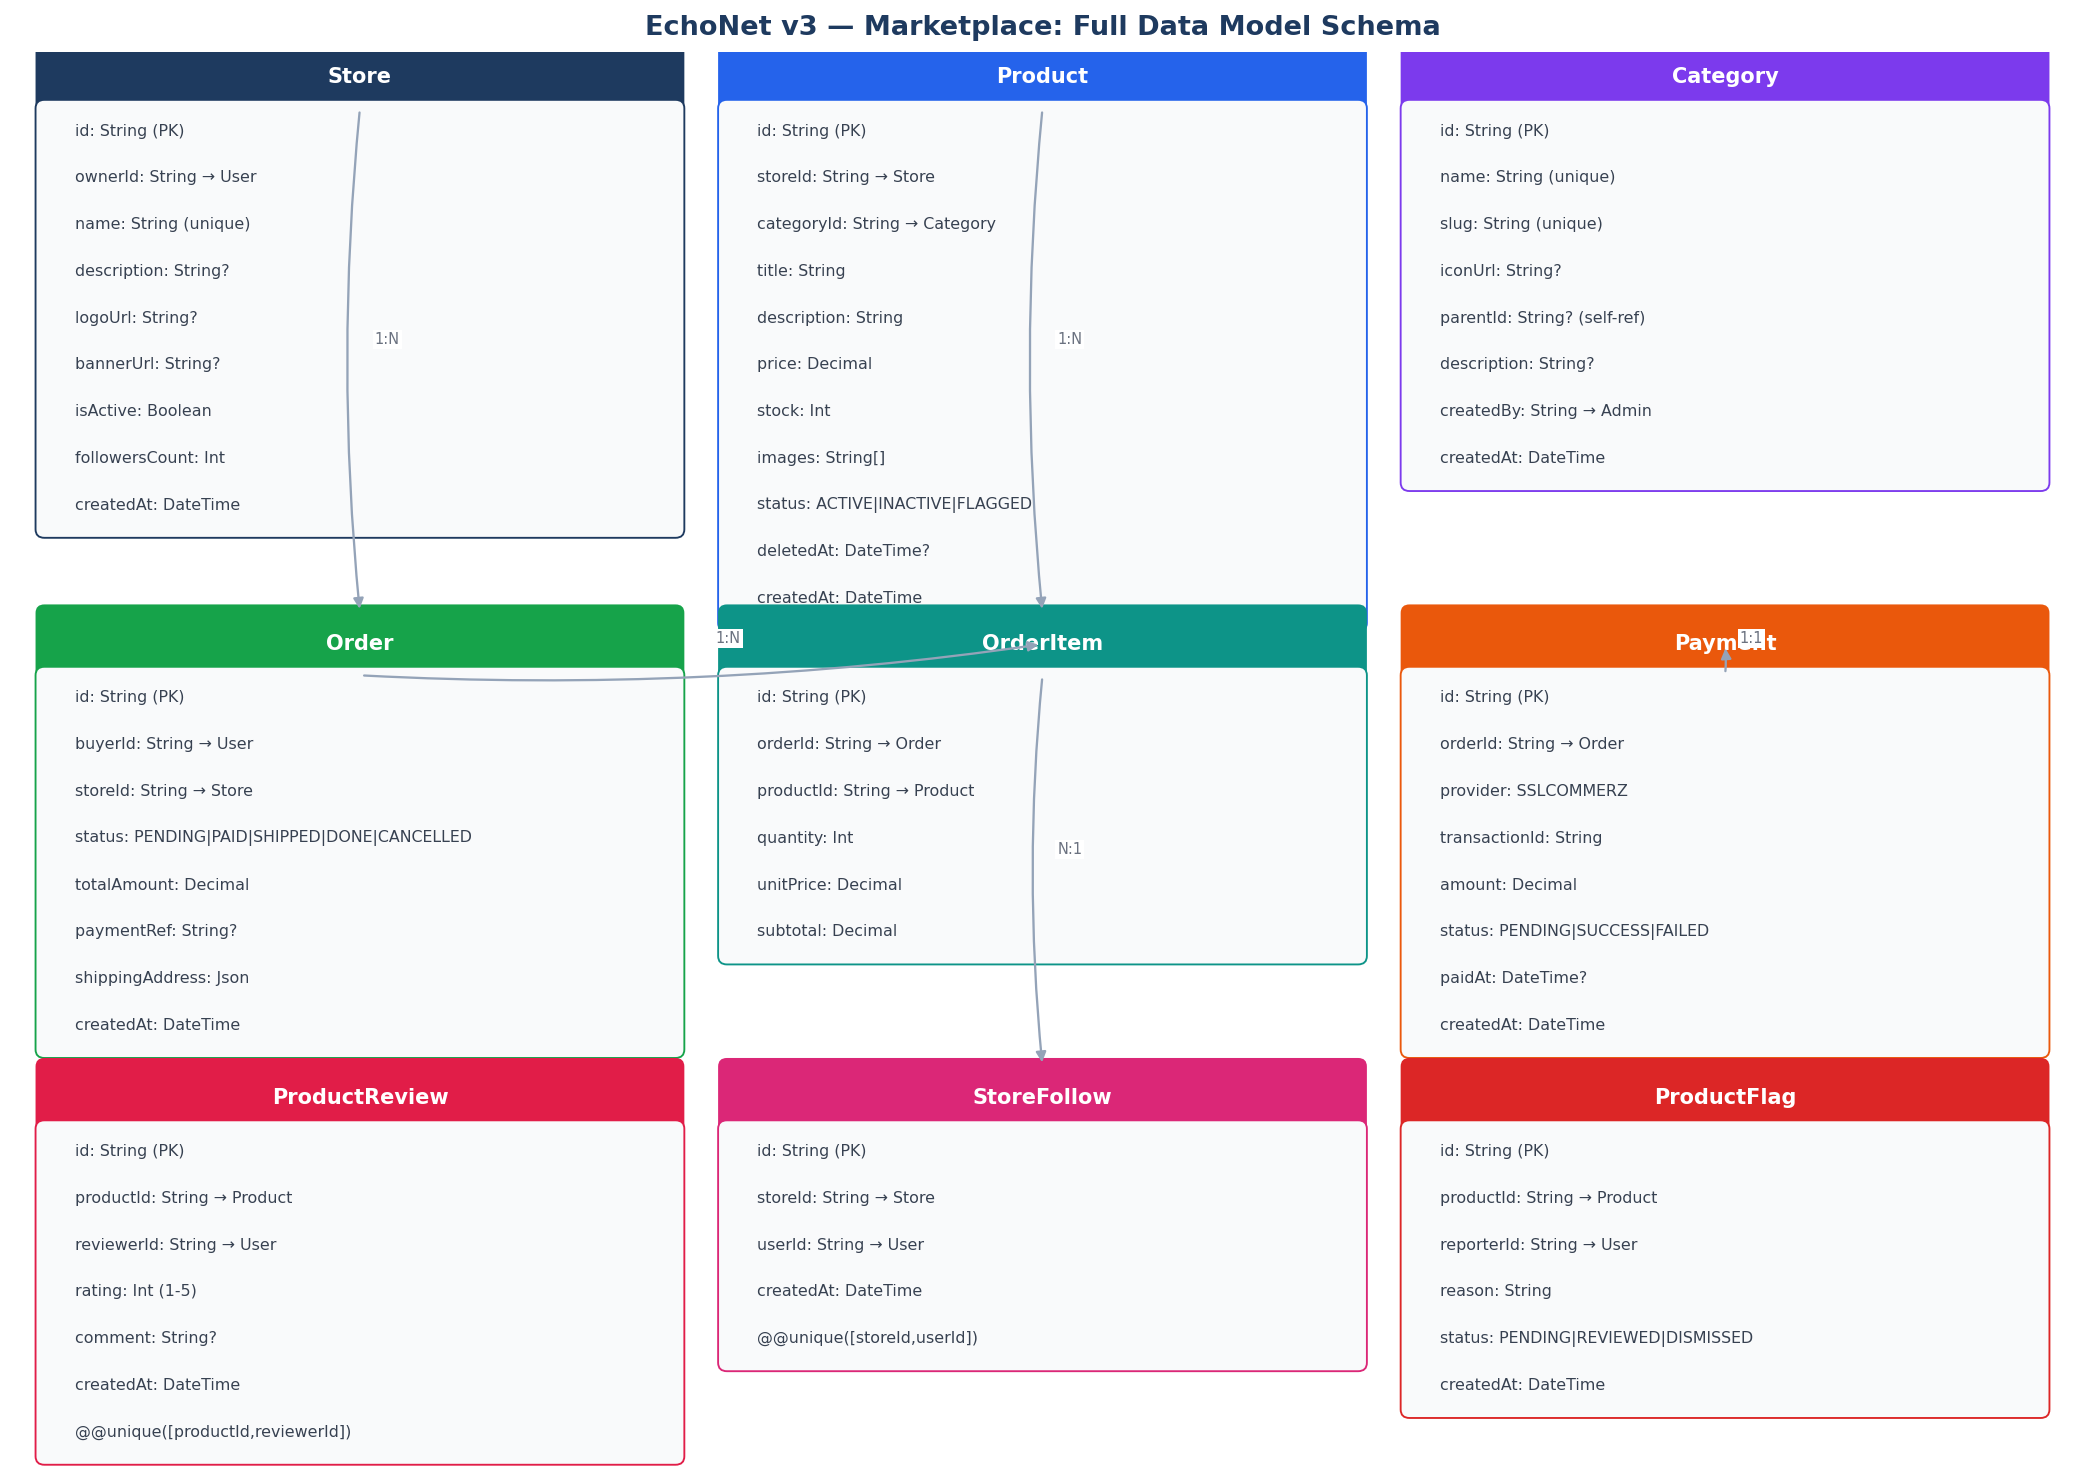 EchoNet v3 — Marketplace: Full Data Model Schema
Store
id: String (PK)
ownerId: String → User
name: String (unique)
description: String?
logoUrl: String?
bannerUrl: String?
isActive: Boolean
followersCount: Int
createdAt: DateTime
1:N
Product
id: String (PK)
storeId: String → Store
categoryId: String → Category
title: String
description: String
price: Decimal
stock: Int
images: String[]
status: ACTIVE|INACTIVE|FLAGGED
deletedAt: DateTime?
createdAt: DateTime
1:N
Category
id: String (PK)
name: String (unique)
slug: String (unique)
iconUrl: String?
parentId: String? (self-ref)
description: String?
createdBy: String → Admin
createdAt: DateTime
Order
id: String (PK)
buyerId: String → User
storeId: String → Store
status: PENDING|PAID|SHIPPED|DONE|CANCELLED
totalAmount: Decimal
paymentRef: String?
shippingAddress: Json
createdAt: DateTime
1:N
OrderItem
id: String (PK)
orderId: String → Order
productId: String → Product
quantity: Int
unitPrice: Decimal
subtotal: Decimal
N:1
Payment
1:1
id: String (PK)
orderId: String → Order
provider: SSLCOMMERZ
transactionId: String
amount: Decimal
status: PENDING|SUCCESS|FAILED
paidAt: DateTime?
createdAt: DateTime
ProductReview
id: String (PK)
productId: String → Product
reviewerId: String → User
rating: Int (1-5)
comment: String?
createdAt: DateTime
@@unique([productId,reviewerId])
StoreFollow
id: String (PK)
storeId: String → Store
userId: String → User
createdAt: DateTime
@@unique([storeId,userId])
ProductFlag
id: String (PK)
productId: String → Product
reporterId: String → User
reason: String
status: PENDING|REVIEWED|DISMISSED
createdAt: DateTime